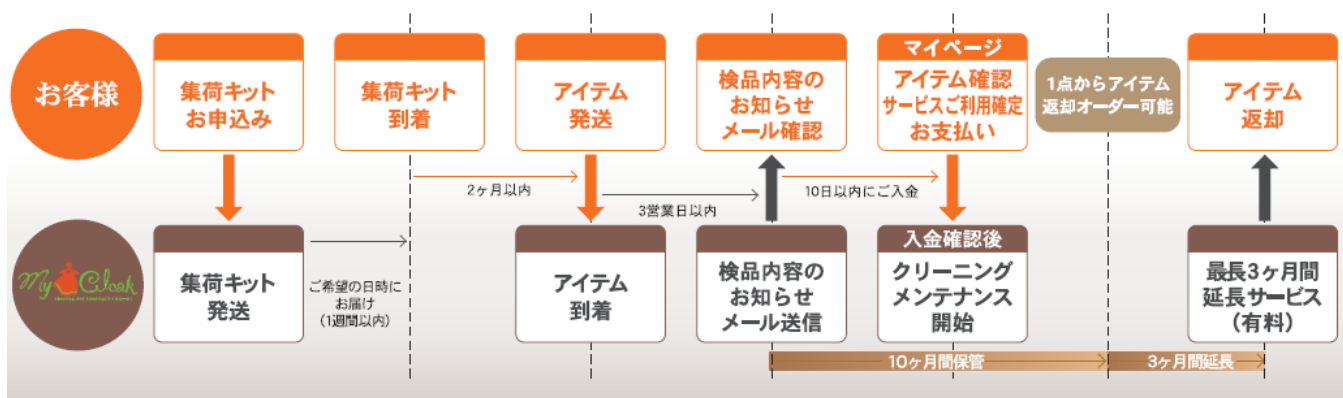 お客様
集荷キット
お申込み
集荷キット
到着
アイテム
発送
検品内容の
お知らせ
メール確認
マイページ
アイテム確認
サービスご利用確定
お支払い
1点からアイテム
返却オーダー可能
アイテム
返却
2ヶ月以内
3営業日以内
10日以内にご入金
My Cloak
集荷キット
発送
ご希望の日時に
お届け
(1週間以内)
アイテム
到着
検品内容の
お知らせ
メール送信
入金確認後
クリーニング
メンテナンス
開始
最長3ヶ月間
延長サービス
(有料)
10ヶ月間保管
3ヶ月間延長